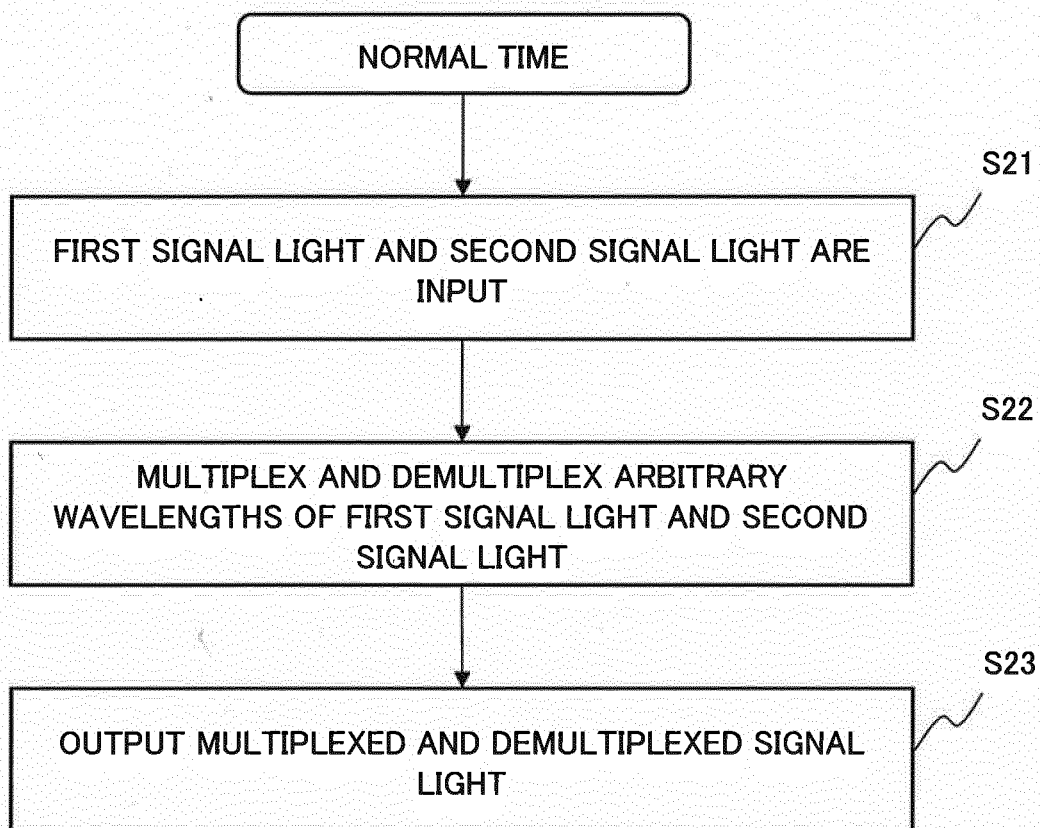 NORMAL TIME
S21
FIRST SIGNAL LIGHT AND SECOND SIGNAL LIGHT ARE
INPUT
S22
MULTIPLEX AND DEMULTIPLEX ARBITRARY
WAVELENGTHS OF FIRST SIGNAL LIGHT AND SECOND
SIGNAL LIGHT
S23
OUTPUT MULTIPLEXED AND DEMULTIPLEXED SIGNAL
LIGHT